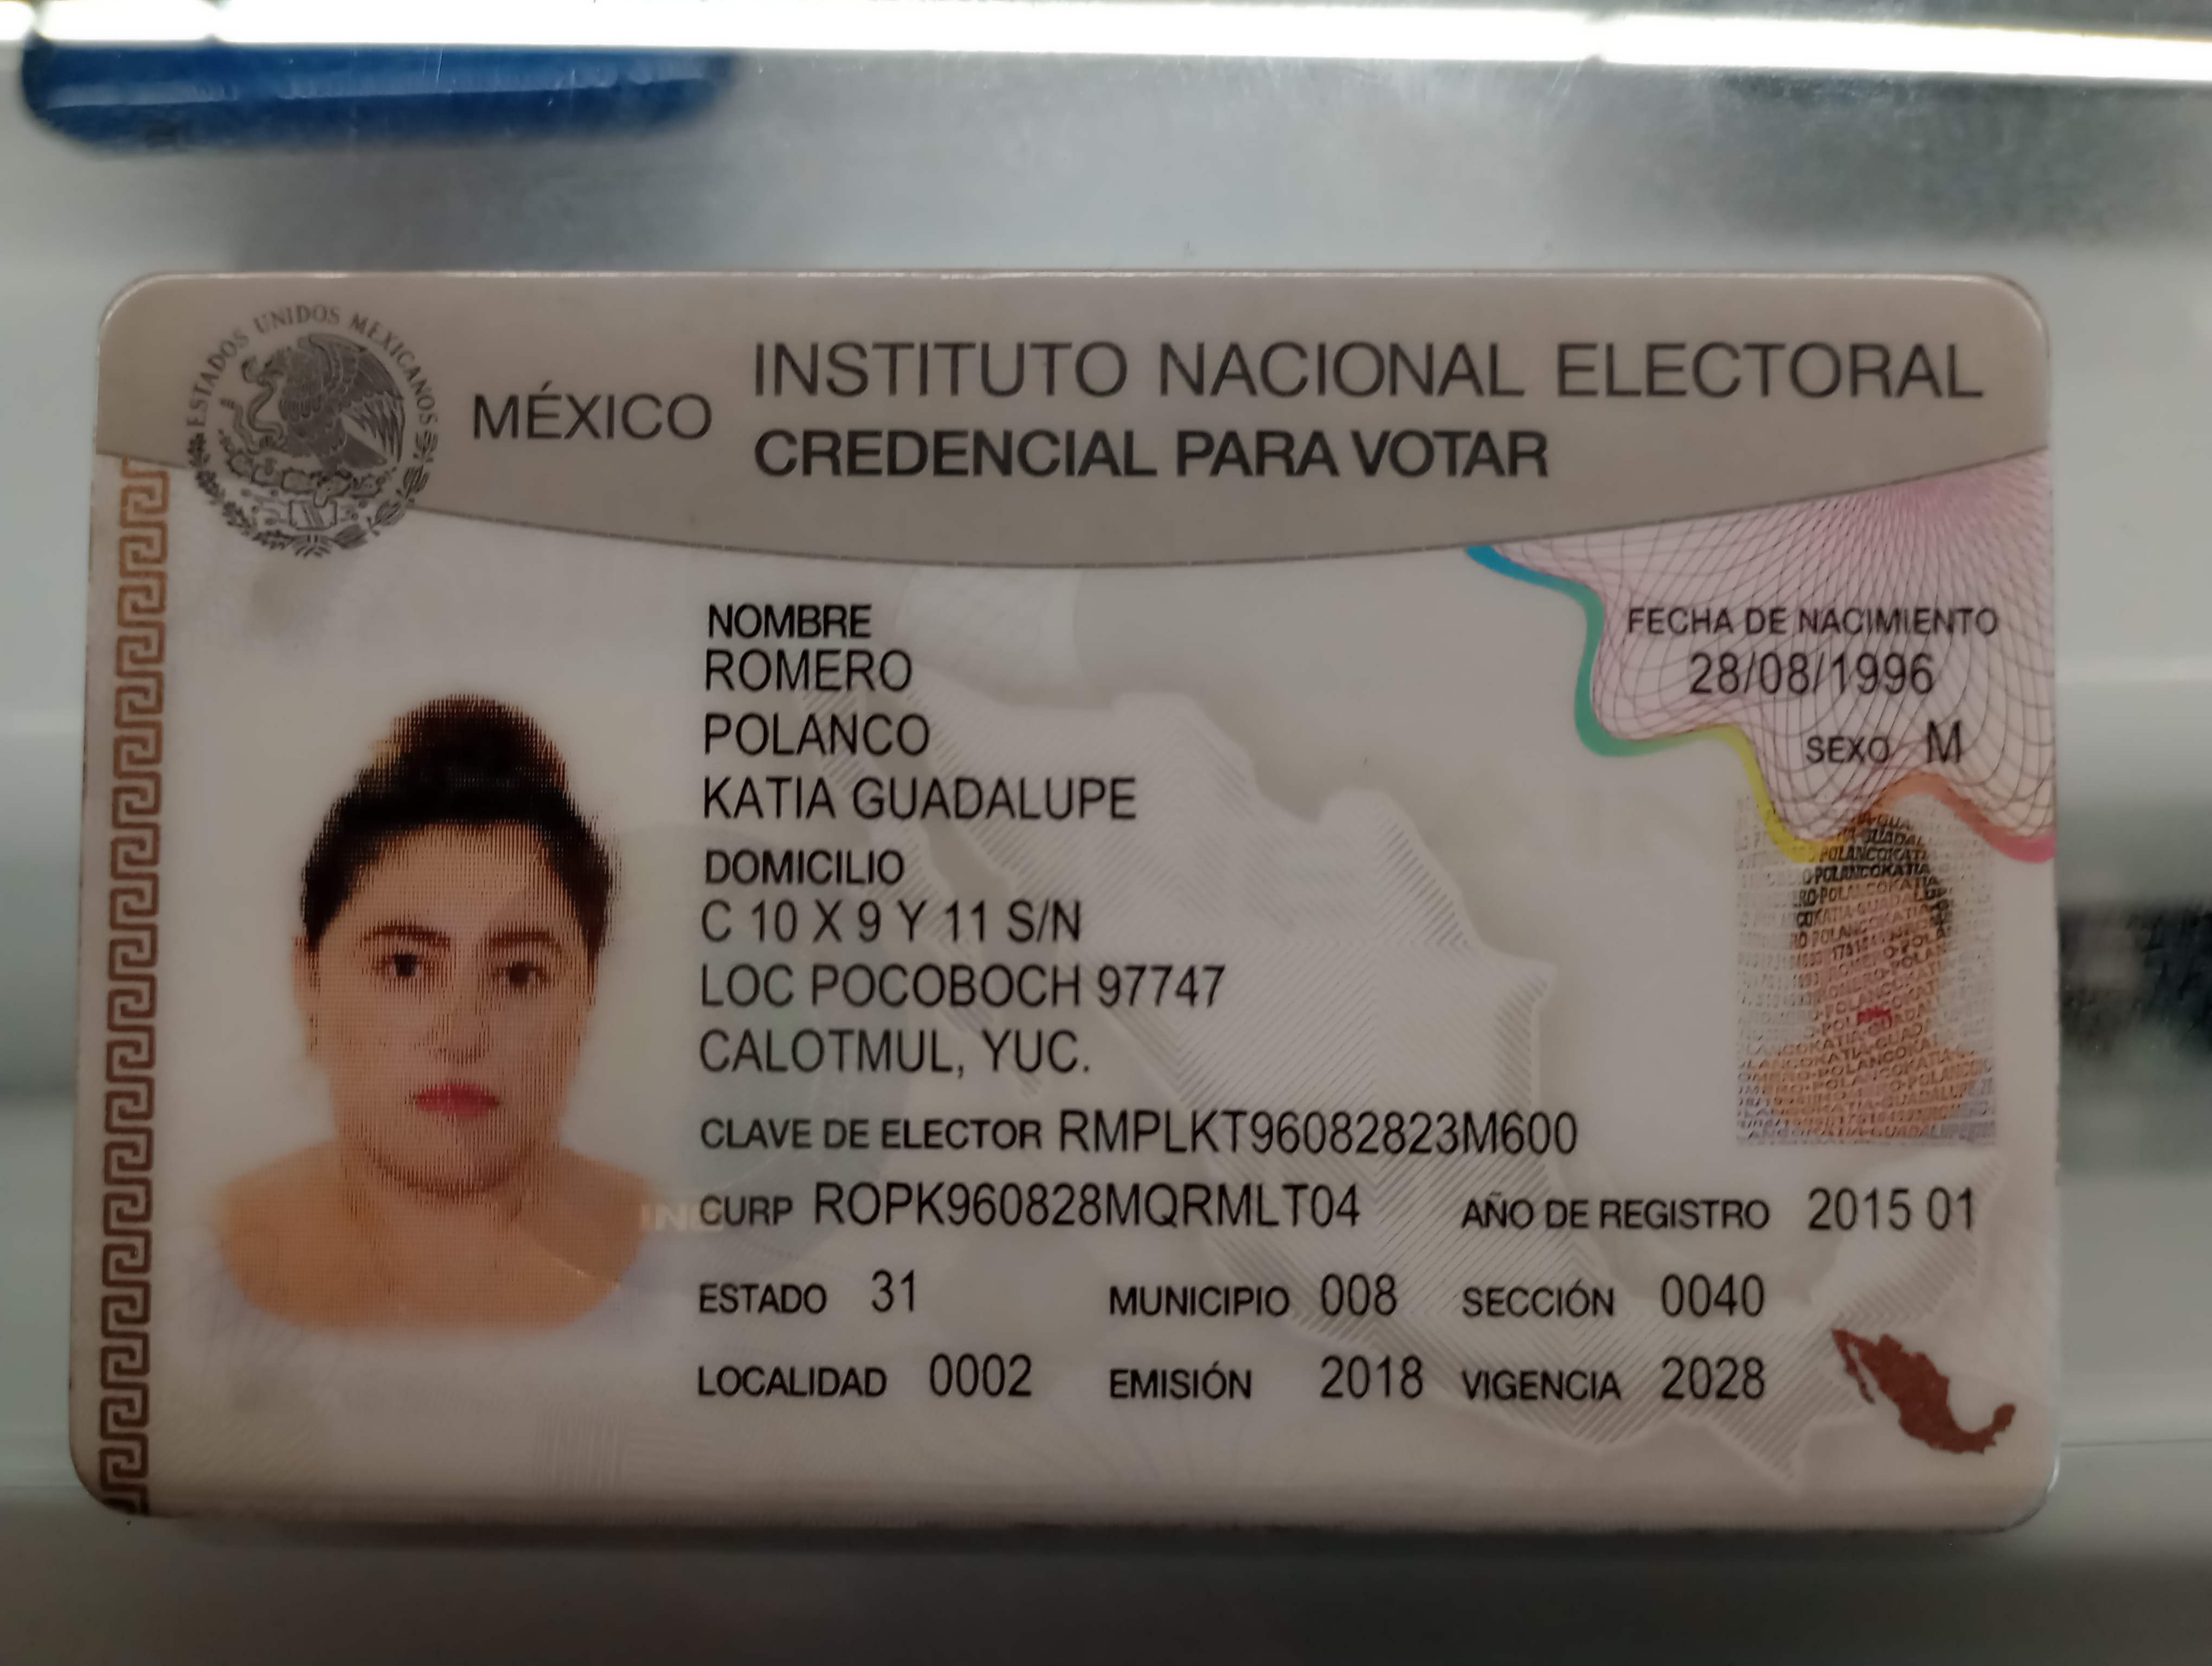 ESTADOS UNIDOS MEXICANOS
MÉXICO
INSTITUTO NACIONAL ELECTORAL
CREDENCIAL PARA VOTAR
NOMBRE
ROMERO
POLANCO
KATIA GUADALUPE
FECHA DE NACIMIENTO
28/08/1996
SEXO M
DOMICILIO
C 10 X 9 Y 11 S/N
LOC POCOBOCH 97747
CALOTMUL, YUC.
CLAVE DE ELECTOR RMPLKT96082823M600
CURP ROPK960828MQRMLT04 AÑO DE REGISTRO 2015 01
ESTADO 31 MUNICIPIO 008 SECCIÓN 0040
LOCALIDAD 0002 EMISIÓN 2018 VIGENCIA 2028
INE